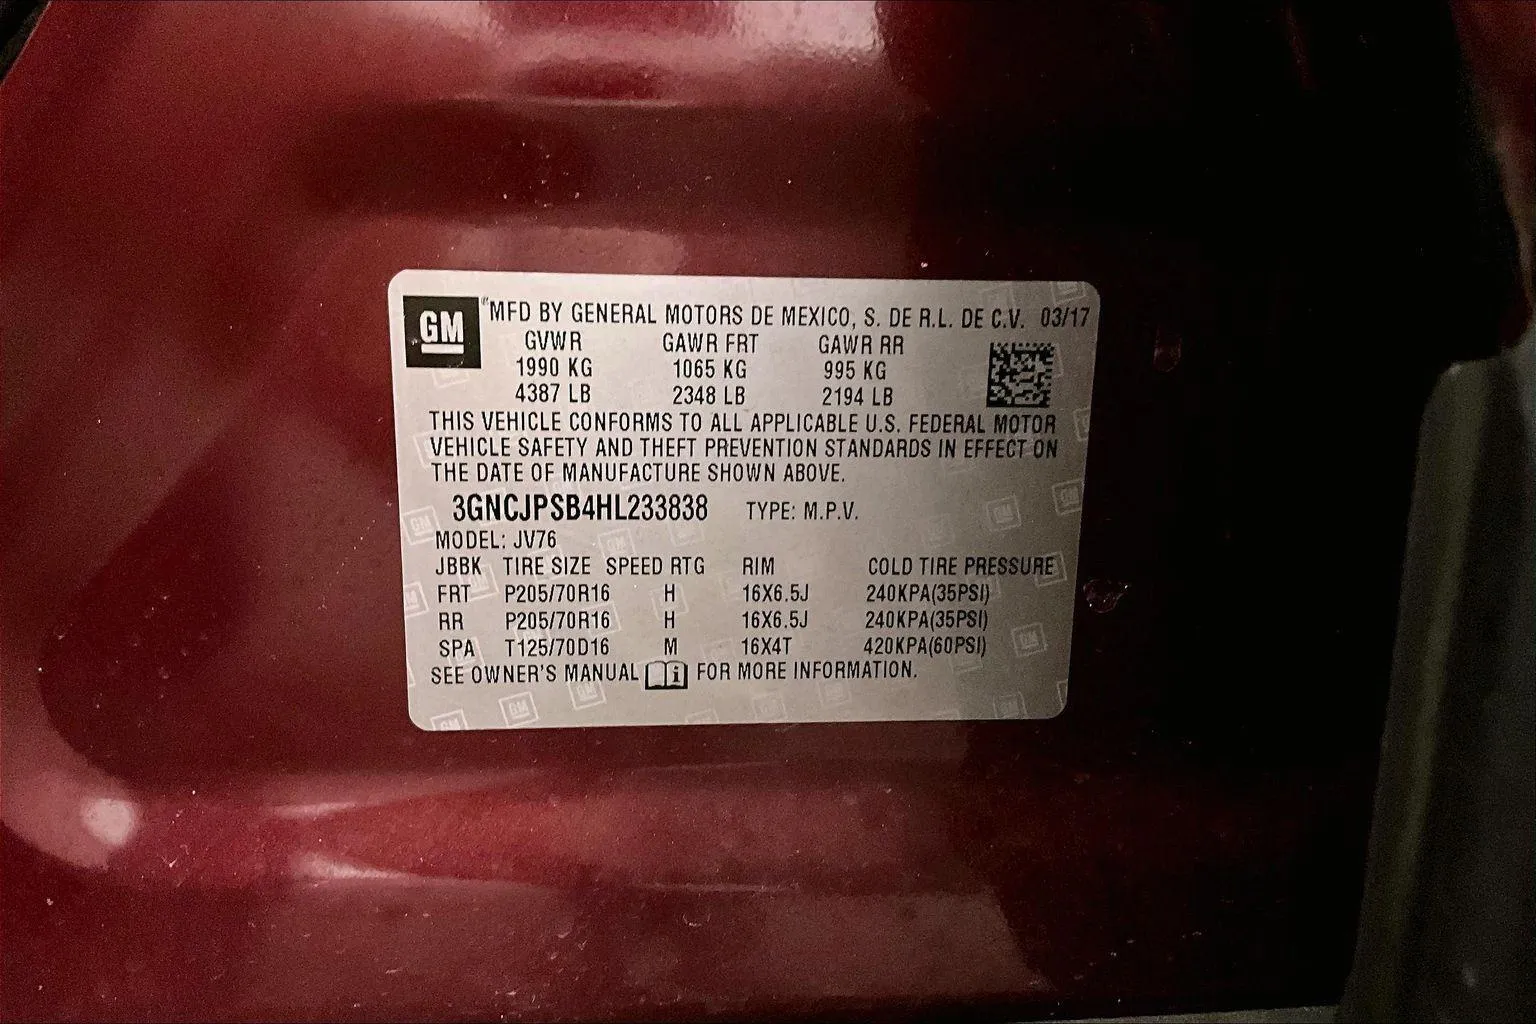 GM
®MFD BY GENERAL MOTORS DE MEXICO, S. DE R.L. DE C.V. 03/17
GVWR GAWR FRT GAWR RR
1990 KG 1065 KG 995 KG
4387 LB 2348 LB 2194 LB
THIS VEHICLE CONFORMS TO ALL APPLICABLE U.S. FEDERAL MOTOR
VEHICLE SAFETY AND THEFT PREVENTION STANDARDS IN EFFECT ON
THE DATE OF MANUFACTURE SHOWN ABOVE.
3GNCJPSB4HL233838 TYPE: M.P.V.
MODEL: JV76
JBBK TIRE SIZE SPEED RTG RIM COLD TIRE PRESSURE
FRT P205/70R16 H 16X6.5J 240KPA(35PSI)
RR P205/70R16 H 16X6.5J 240KPA(35PSI)
SPA T125/70D16 M 16X4T 420KPA(60PSI)
SEE OWNER'S MANUAL i FOR MORE INFORMATION.